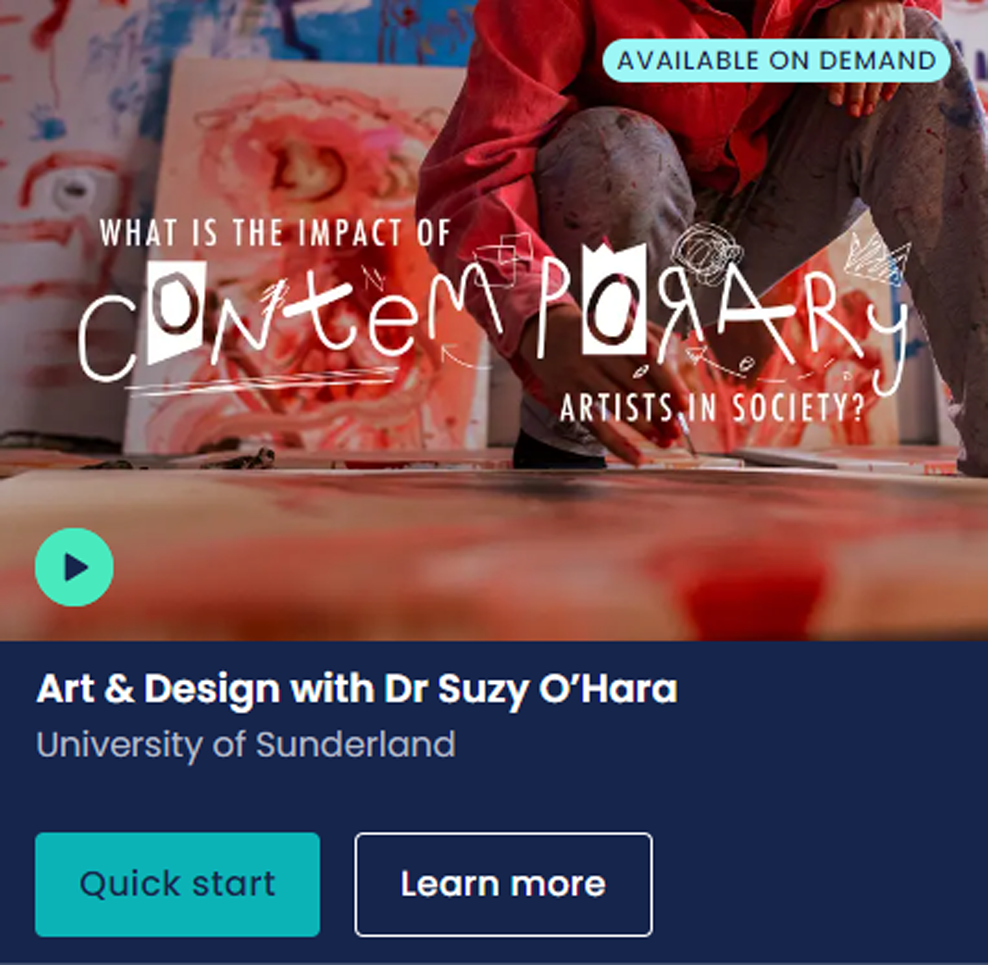 AVAILABLE ON DEMAND
WHAT IS THE IMPACT OF
CONtemPORARy
ARTISTS IN SOCIETY?
Art & Design with Dr Suzy O’Hara
University of Sunderland
Quick start
Learn more